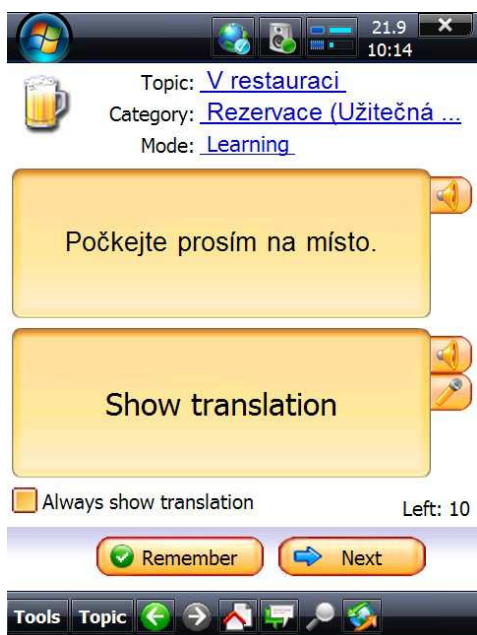 21.9
10:14
Topic: V restauraci
Category: Rezervace (Užitečná ...
Mode: Learning
Počkejte prosím na místo.
Show translation
Always show translation
Left: 10
Remember
Next
Tools Topic